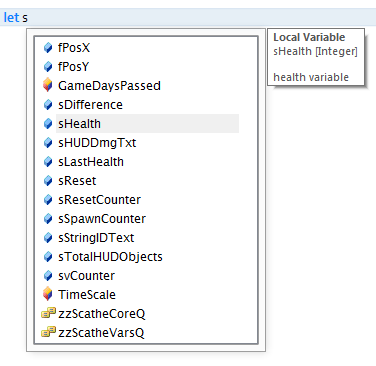 let s
fPosX
fPosY
GameDaysPassed
sDifference
sHealth
sHUDDmgTxt
sLastHealth
sReset
sResetCounter
sSpawnCounter
sStringIDText
sTotalHUDObjects
svCounter
TimeScale
zzScatheCoreQ
zzScatheVarsQ
Local Variable
sHealth [Integer]
health variable